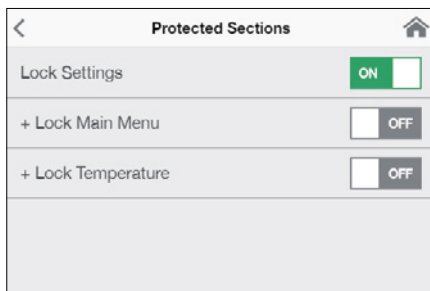 Protected Sections
Lock Settings ON
+ Lock Main Menu OFF
+ Lock Temperature OFF